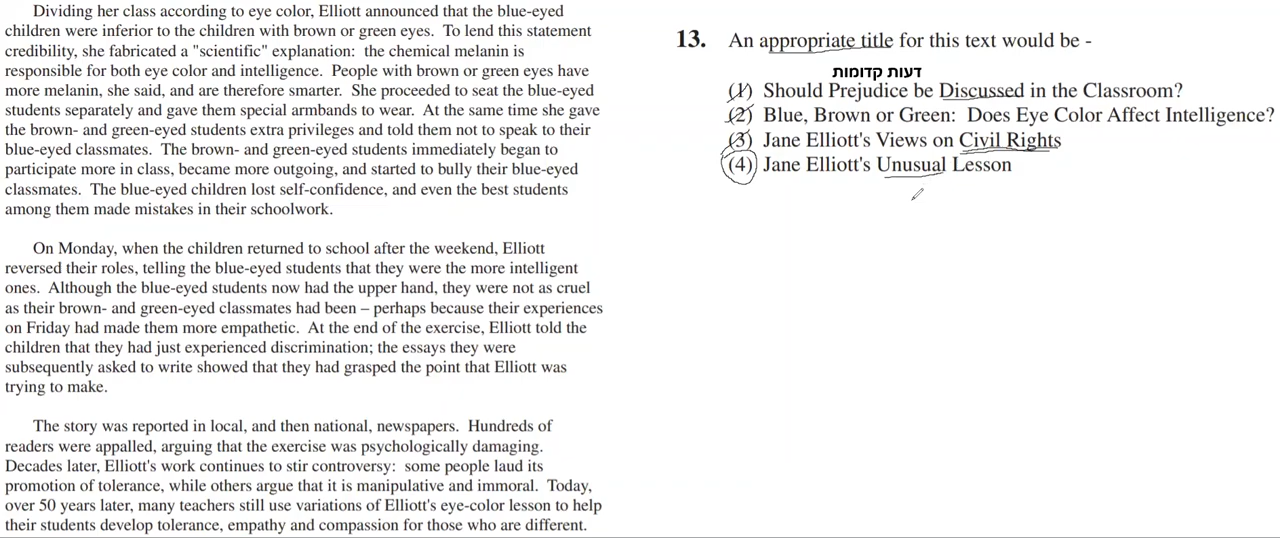 Dividing her class according to eye color, Elliott announced that the blue-eyed
children were inferior to the children with brown or green eyes. To lend this statement
credibility, she fabricated a "scientific" explanation: the chemical melanin is
responsible for both eye color and intelligence. People with brown or green eyes have
more melanin, she said, and are therefore smarter. She proceeded to seat the blue-eyed
students separately and gave them special armbands to wear. At the same time she gave
the brown- and green-eyed students extra privileges and told them not to speak to their
blue-eyed classmates. The brown- and green-eyed students immediately began to
participate more in class, became more outgoing, and started to bully their blue-eyed
classmates. The blue-eyed children lost self-confidence, and even the best students
among them made mistakes in their schoolwork.
On Monday, when the children returned to school after the weekend, Elliott
reversed their roles, telling the blue-eyed students that they were the more intelligent
ones. Although the blue-eyed students now had the upper hand, they were not as cruel
as their brown- and green-eyed classmates had been – perhaps because their experiences
on Friday had made them more empathetic. At the end of the exercise, Elliott told the
children that they had just experienced discrimination; the essays they were
subsequently asked to write showed that they had grasped the point that Elliott was
trying to make.
The story was reported in local, and then national, newspapers. Hundreds of
readers were appalled, arguing that the exercise was psychologically damaging.
Decades later, Elliott's work continues to stir controversy: some people laud its
promotion of tolerance, while others argue that it is manipulative and immoral. Today,
over 50 years later, many teachers still use variations of Elliott's eye-color lesson to help
their students develop tolerance, empathy and compassion for those who are different.
13. An appropriate title for this text would be -
דעות קדומות
(1) Should Prejudice be Discussed in the Classroom?
(2) Blue, Brown or Green: Does Eye Color Affect Intelligence?
(3) Jane Elliott's Views on Civil Rights
(4) Jane Elliott's Unusual Lesson